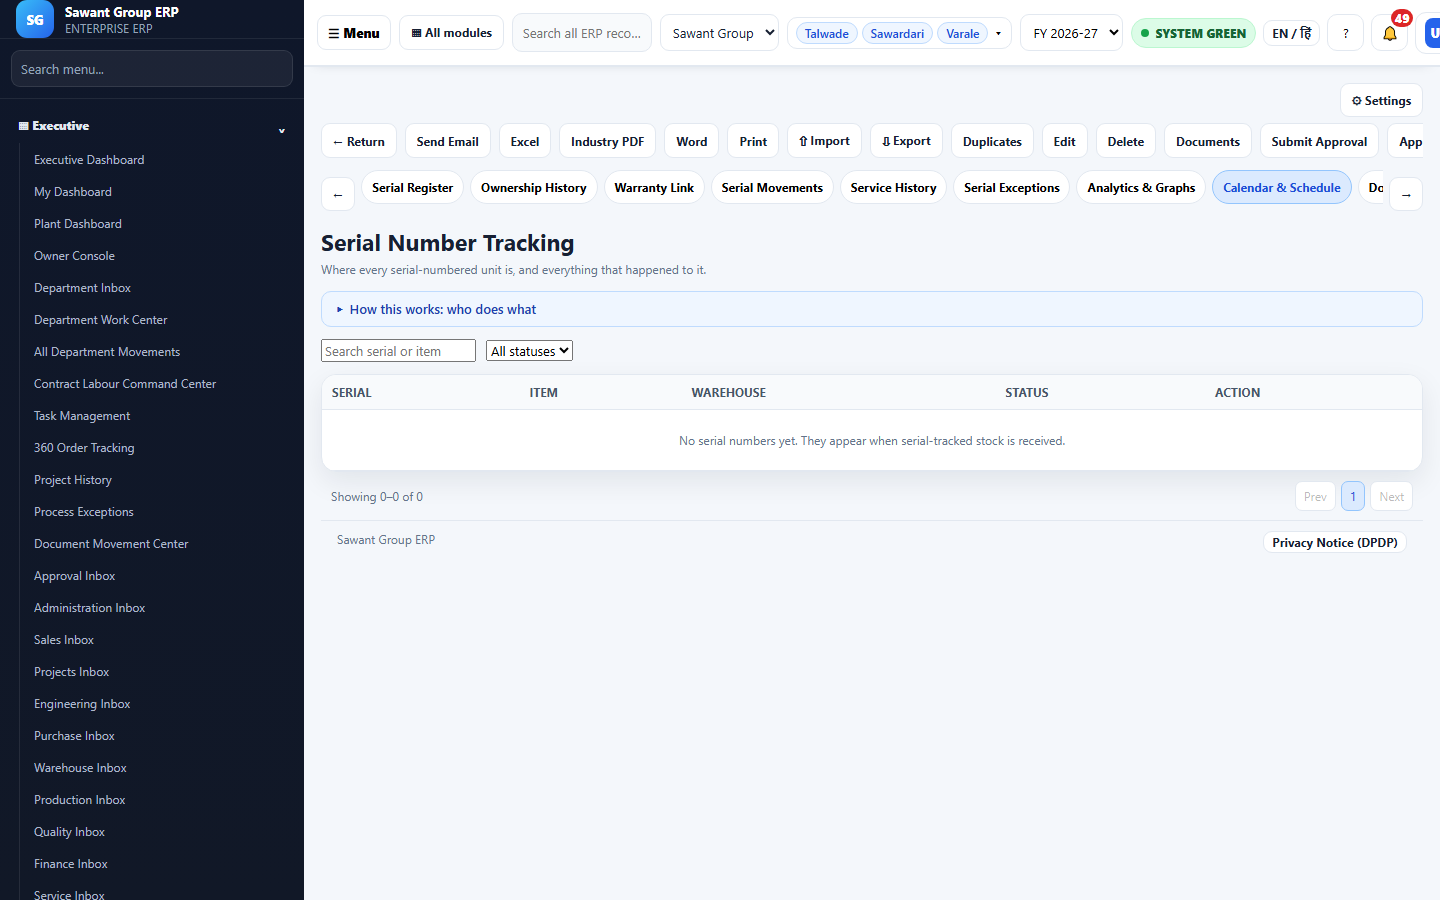 SG
Sawant Group ERP
ENTERPRISE ERP
Search menu...
Executive
Executive Dashboard
My Dashboard
Plant Dashboard
Owner Console
Department Inbox
Department Work Center
All Department Movements
Contract Labour Command Center
Task Management
360 Order Tracking
Project History
Process Exceptions
Document Movement Center
Approval Inbox
Administration Inbox
Sales Inbox
Projects Inbox
Engineering Inbox
Purchase Inbox
Warehouse Inbox
Production Inbox
Quality Inbox
Finance Inbox
Service Inbox
☰ Menu
All modules
Search all ERP reco...
Sawant Group
Talwade Sawardari Varale
FY 2026-27
SYSTEM GREEN
EN / हिं
?
49
U
⚙ Settings
← Return Send Email Excel Industry PDF Word Print ⇧ Import ⇩ Export Duplicates Edit Delete Documents Submit Approval App
← Serial Register Ownership History Warranty Link Serial Movements Service History Serial Exceptions Analytics & Graphs Calendar & Schedule Do →
Serial Number Tracking
Where every serial-numbered unit is, and everything that happened to it.
▸ How this works: who does what
Search serial or item All statuses
SERIAL ITEM WAREHOUSE STATUS ACTION
No serial numbers yet. They appear when serial-tracked stock is received.
Showing 0–0 of 0
Prev 1 Next
Sawant Group ERP
Privacy Notice (DPDP)